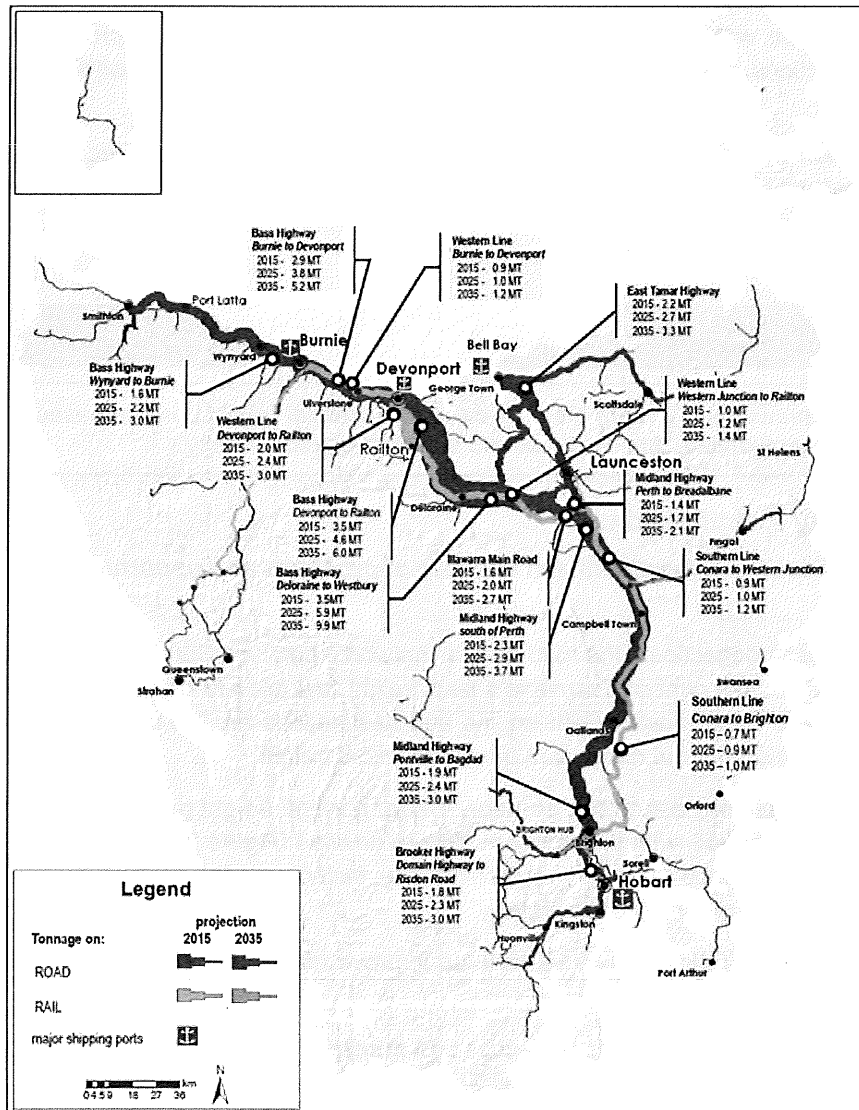 Bass Highway
Burnie to Devonport
2015 - 2.9 MT
2025 - 3.8 MT
2035 - 5.2 MT
Western Line
Burnie to Devonport
2015 - 0.9 MT
2025 - 1.0 MT
2035 - 1.2 MT
East Tamar Highway
2015 - 2.2 MT
2025 - 2.7 MT
2035 - 3.3 MT
Smithton
Port Latta
Wynyard
Burnie
Bell Bay
Devonport
George Town
Ulverstone
Scottsdale
Bass Highway
Wynyard to Burnie
2015 - 1.6 MT
2025 - 2.2 MT
2035 - 3.0 MT
Western Line
Western Junction to Railton
2015 - 1.0 MT
2025 - 1.2 MT
2035 - 1.4 MT
Western Line
Devonport to Railton
2015 - 2.0 MT
2025 - 2.4 MT
2035 - 3.0 MT
Railton
St Helens
Launceston
Deloraine
Midland Highway
Perth to Breadalbane
2015 - 1.4 MT
2025 - 1.7 MT
2035 - 2.1 MT
Bass Highway
Devonport to Railton
2015 - 3.5 MT
2025 - 4.6 MT
2035 - 6.0 MT
Fingal
Illawarra Main Road
2015 - 1.6 MT
2025 - 2.0 MT
2035 - 2.7 MT
Southern Line
Conara to Western Junction
2015 - 0.9 MT
2025 - 1.0 MT
2035 - 1.2 MT
Bass Highway
Deloraine to Westbury
2015 - 3.5MT
2025 - 5.9 MT
2035 - 9.9 MT
Midland Highway
south of Perth
2015 - 2.3 MT
2025 - 2.9 MT
2035 - 3.7 MT
Campbell Town
Queenstown
Strahan
Swansea
Southern Line
Conara to Brighton
2015 – 0.7 MT
2025 – 0.9 MT
2035 – 1.0 MT
Oatlands
Midland Highway
Pontville to Bagdad
2015 - 1.9 MT
2025 - 2.4 MT
2035 - 3.0 MT
Orford
BRIGHTON HUB
Brighton
Brooker Highway
Domain Highway to
Risdon Road
2015 - 1.8 MT
2025 - 2.3 MT
2035 - 3.0 MT
Sorell
Hobart
Kingston
Huonville
Port Arthur
Legend
projection
Tonnage on: 2015 2035
ROAD
RAIL
major shipping ports
N
0 4.5 9 18 27 36 km